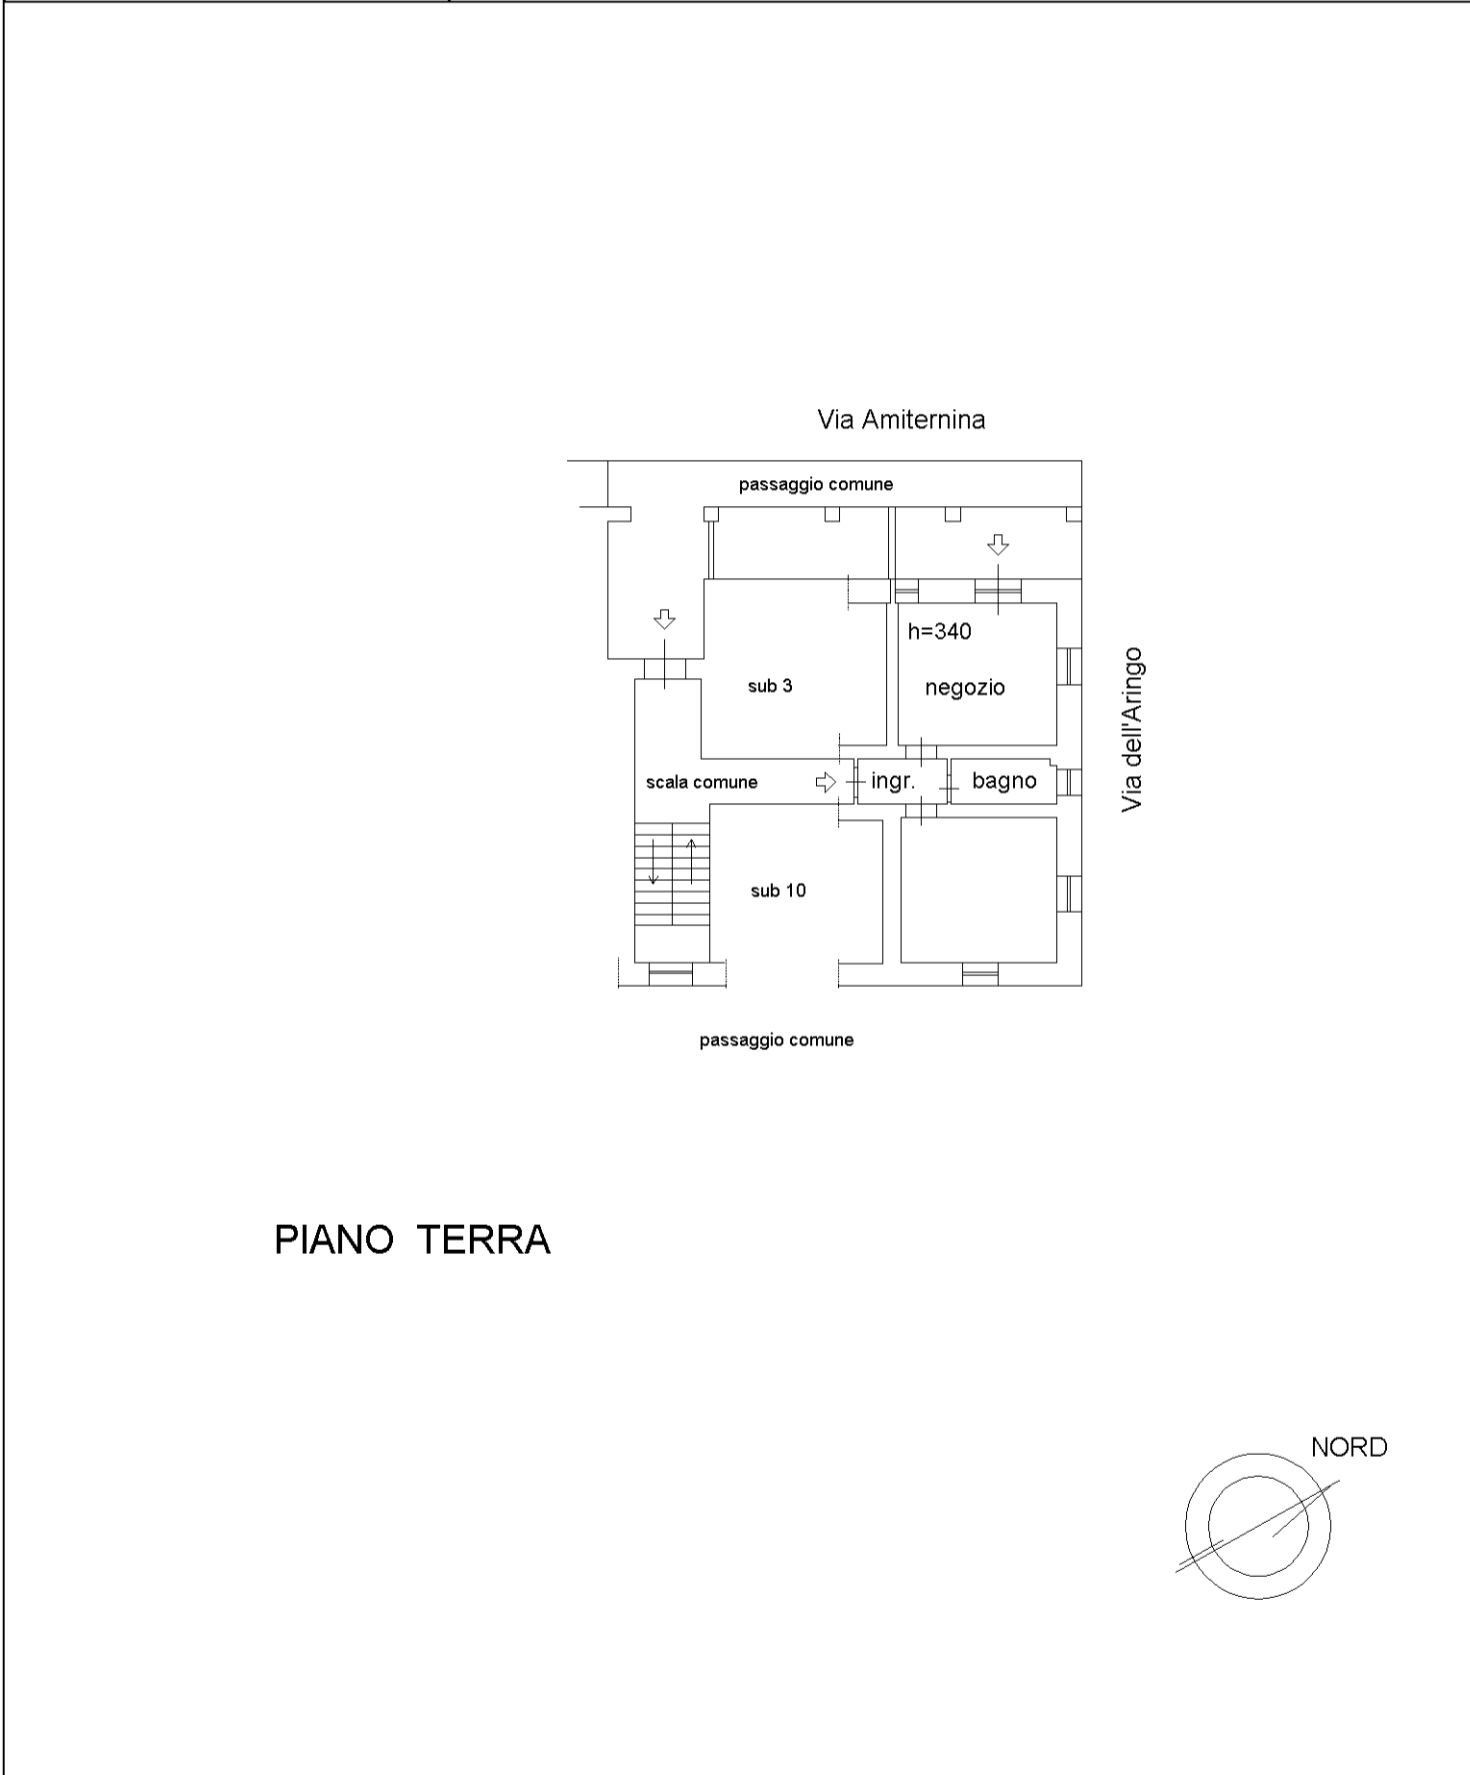 Via Amiternina
passaggio comune
h=340
sub 3
negozio
Via dell'Aringo
scala comune
ingr.
bagno
sub 10
passaggio comune
PIANO TERRA
NORD